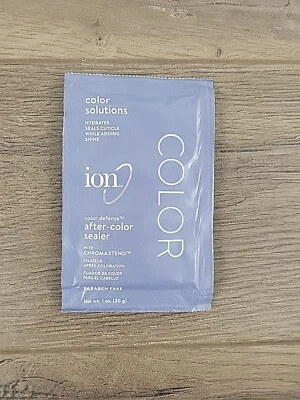 color
solutions
HYDRATES
SEALS CUTICLE
WHILE ADDING
SHINE
ion
color defense™
after-color
sealer
WITH
CHROMAXTEND™
FIXATEUR
APRÈS COLORATION
FIJADOR DE COLOR
PARA EL CABELLO
PARABEN FREE
Net wt. 1 oz. (30 g)
COLOR